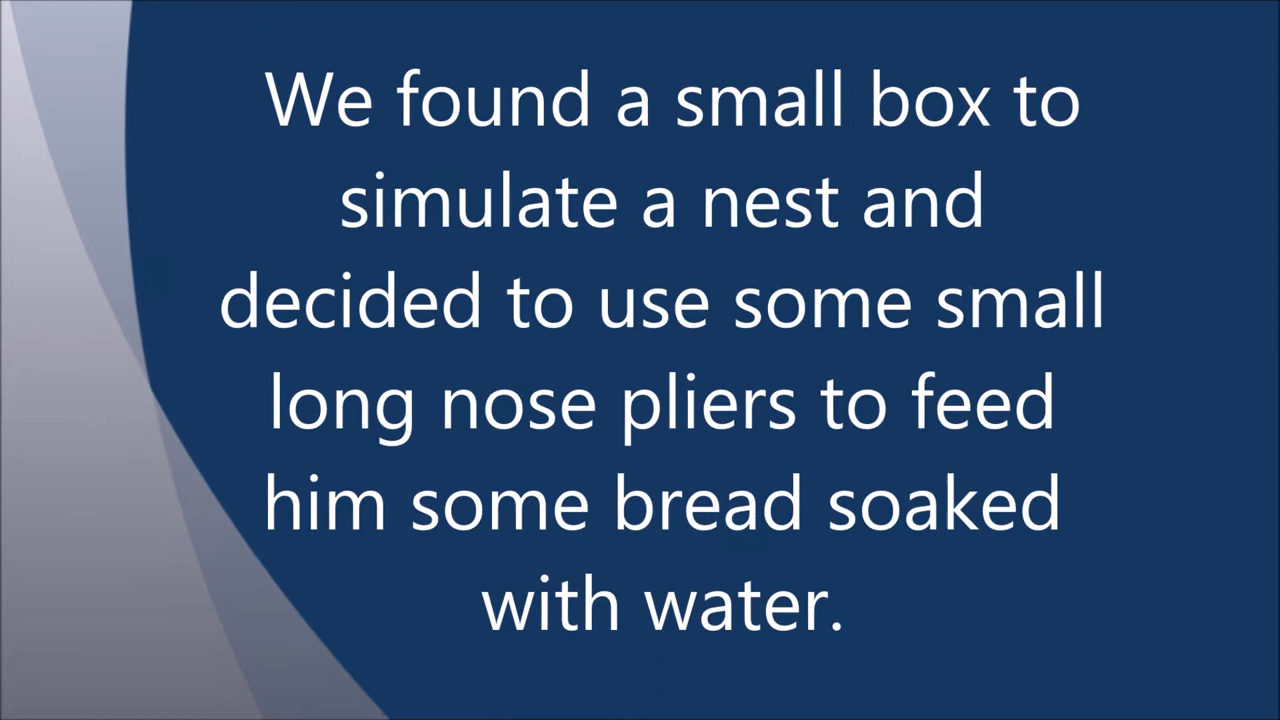 We found a small box to
simulate a nest and
decided to use some small
long nose pliers to feed
him some bread soaked
with water.